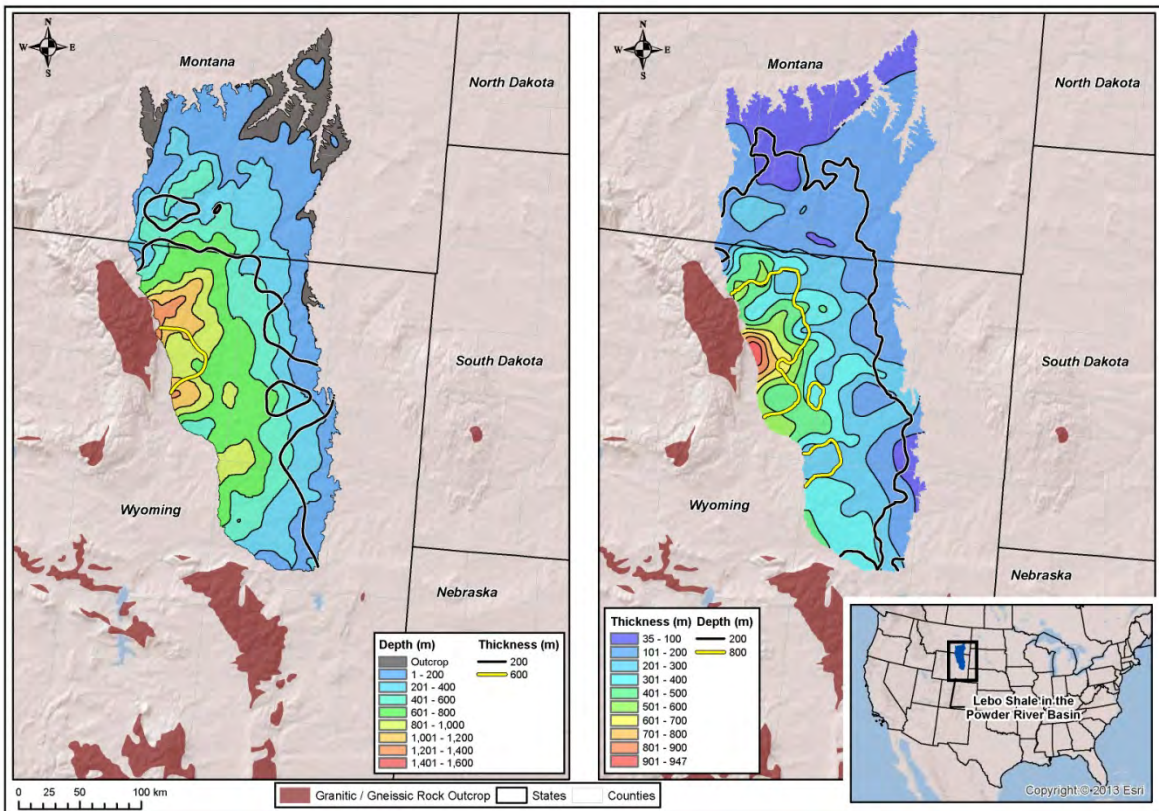 N
W
E
S
Montana
North Dakota
South Dakota
Wyoming
Nebraska
Depth (m)
Outcrop
1 - 200
201 - 400
401 - 600
601 - 800
801 - 1,000
1,001 - 1,200
1,201 - 1,400
1,401 - 1,600
Thickness (m)
200
600
N
W
E
S
Montana
North Dakota
South Dakota
Wyoming
Nebraska
Thickness (m)
35 - 100
101 - 200
201 - 300
301 - 400
401 - 500
501 - 600
601 - 700
701 - 800
801 - 900
901 - 947
Depth (m)
200
800
Lebo Shale in the
Powder River Basin
Copyright © 2013 Esri
0 20 40 60 80 100 km
Granitic / Gneissic Rock Outcrop
States
Counties